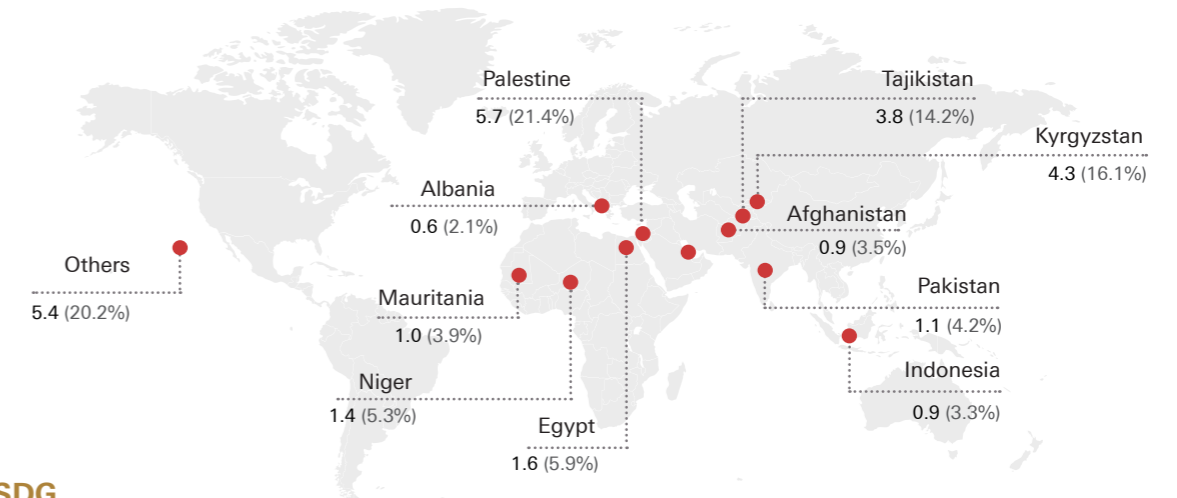 Palestine
5.7 (21.4%)
Tajikistan
3.8 (14.2%)
Kyrgyzstan
4.3 (16.1%)
Albania
0.6 (2.1%)
Afghanistan
0.9 (3.5%)
Others
5.4 (20.2%)
Mauritania
1.0 (3.9%)
Pakistan
1.1 (4.2%)
Niger
1.4 (5.3%)
Indonesia
0.9 (3.3%)
Egypt
1.6 (5.9%)
SDG